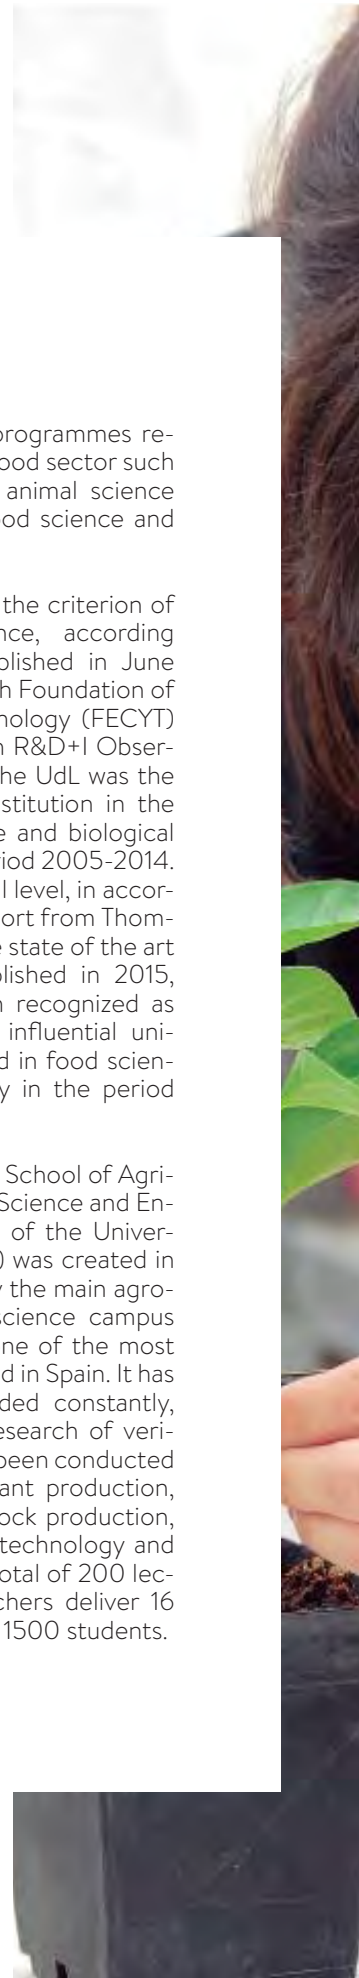 programmes re-
ood sector such
animal science
od science and
the criterion of
nce, according
blished in June
h Foundation of
nology (FECYT)
n R&D+I Obser-
he UdL was the
stitution in the
e and biological
riod 2005-2014.
l level, in accor-
ort from Thom-
e state of the art
blished in 2015,
n recognized as
influential uni-
d in food scien-
y in the period
School of Agri-
Science and En-
of the Univer-
) was created in
y the main agro-
science campus
ne of the most
d in Spain. It has
ded constantly,
esearch of veri-
been conducted
ant production,
ock production,
technology and
otal of 200 lec-
chers deliver 16
1500 students.